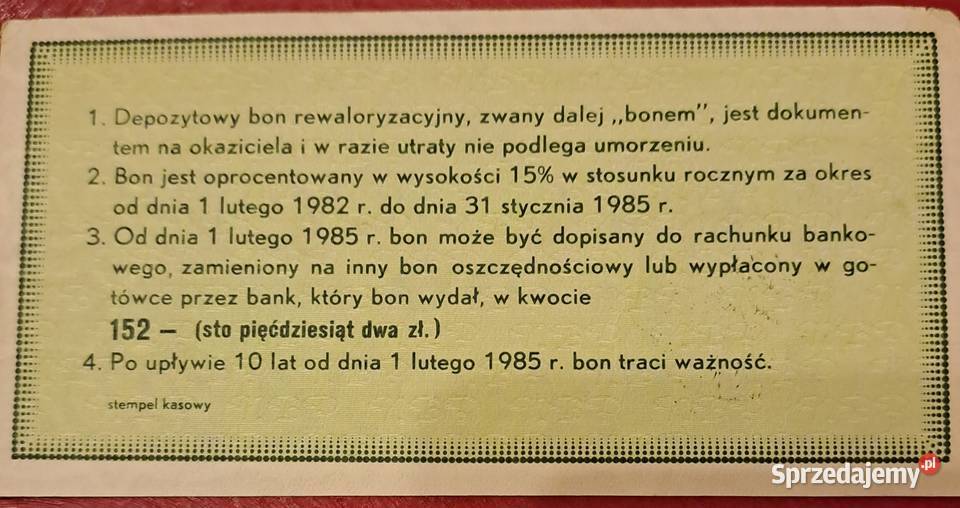 1. Depozytowy bon rewaloryzacyjny, zwany dalej „bonem”, jest dokumen-
tem na okaziciela i w razie utraty nie podlega umorzeniu.
2. Bon jest oprocentowany w wysokości 15% w stosunku rocznym za okres
od dnia 1 lutego 1982 r. do dnia 31 stycznia 1985 r.
3. Od dnia 1 lutego 1985 r. bon może być dopisany do rachunku banko-
wego, zamieniony na inny bon oszczędnościowy lub wypłacony w go-
tówce przez bank, który bon wydał, w kwocie
152 — (sto pięćdziesiąt dwa zł.)
4. Po upływie 10 lat od dnia 1 lutego 1985 r. bon traci ważność.
stempel kasowy
Sprzedajemy.pl